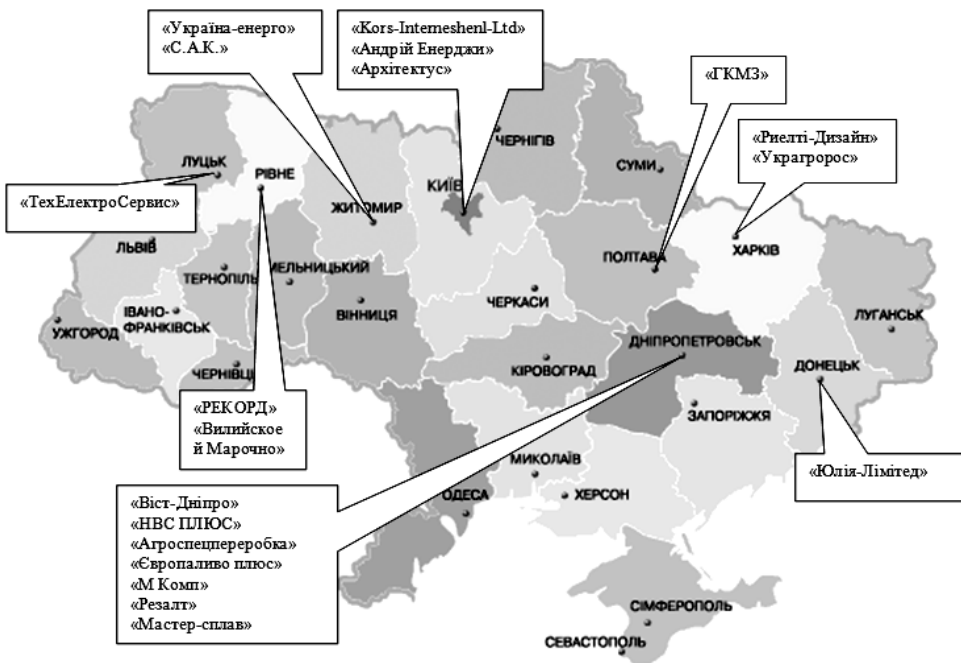 «Україна-енерго»
«С.А.К.»
«Kors-Interneshenl-Ltd»
«Андрій Енерджи»
«Архітектус»
«ГКМЗ»
«Риелті-Дизайн»
«Украгророс»
«ТехЕлектроСервис»
ЧЕРНІГІВ
СУМИ
ЛУЦЬК
РІВНЕ
КИЇВ
ЖИТОМИР
ЛЬВІВ
ХАРКІВ
ПОЛТАВА
ТЕРНОПІЛЬ
МЕЛЬНИЦЬКИЙ
ЧЕРКАСИ
ВІННИЦЯ
ІВАНО-
ФРАНКІВСЬК
УЖГОРОД
ЛУГАНСЬК
ДНІПРОПЕТРОВСЬК
КІРОВОГРАД
ДОНЕЦЬК
ЧЕРНІВЦІ
ЗАПОРІЖЖЯ
«РЕКОРД»
«Вилийское
й Марочно»
МИКОЛАЇВ
«Юлія-Лімітед»
ОДЕСА
ХЕРСОН
«Віст-Дніпро»
«НВС ПЛЮС»
«Агроспецпереробка»
«Європаливо плюс»
«М Комп»
«Резалт»
«Мастер-сплав»
СІМФЕРОПОЛЬ
СЕВАСТОПОЛЬ